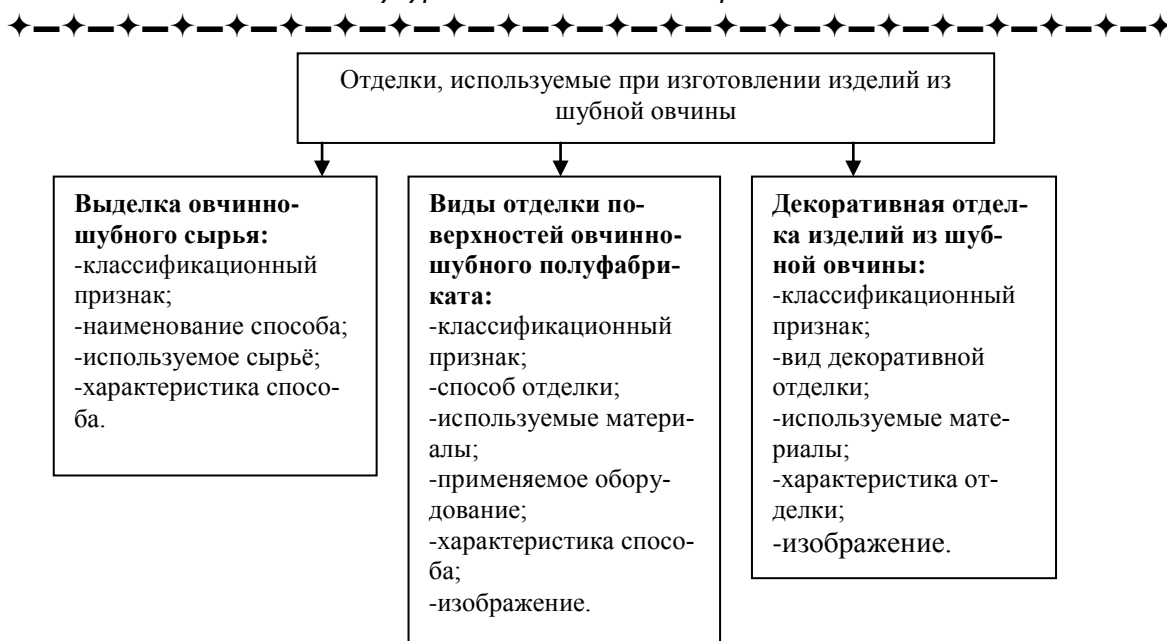 Отделки, используемые при изготовлении изделий из
шубной овчины
Выделка овчинно-
шубного сырья:
-классификационный
признак;
-наименование способа;
-используемое сырьё;
-характеристика спосо-
ба.
Виды отделки по-
верхностей овчинно-
шубного полуфабри-
ката:
-классификационный
признак;
-способ отделки;
-используемые матери-
алы;
-применяемое обору-
дование;
-характеристика спосо-
ба;
-изображение.
Декоративная отдел-
ка изделий из шуб-
ной овчины:
-классификационный
признак;
-вид декоративной
отделки;
-используемые мате-
риалы;
-характеристика от-
делки;
-изображение.